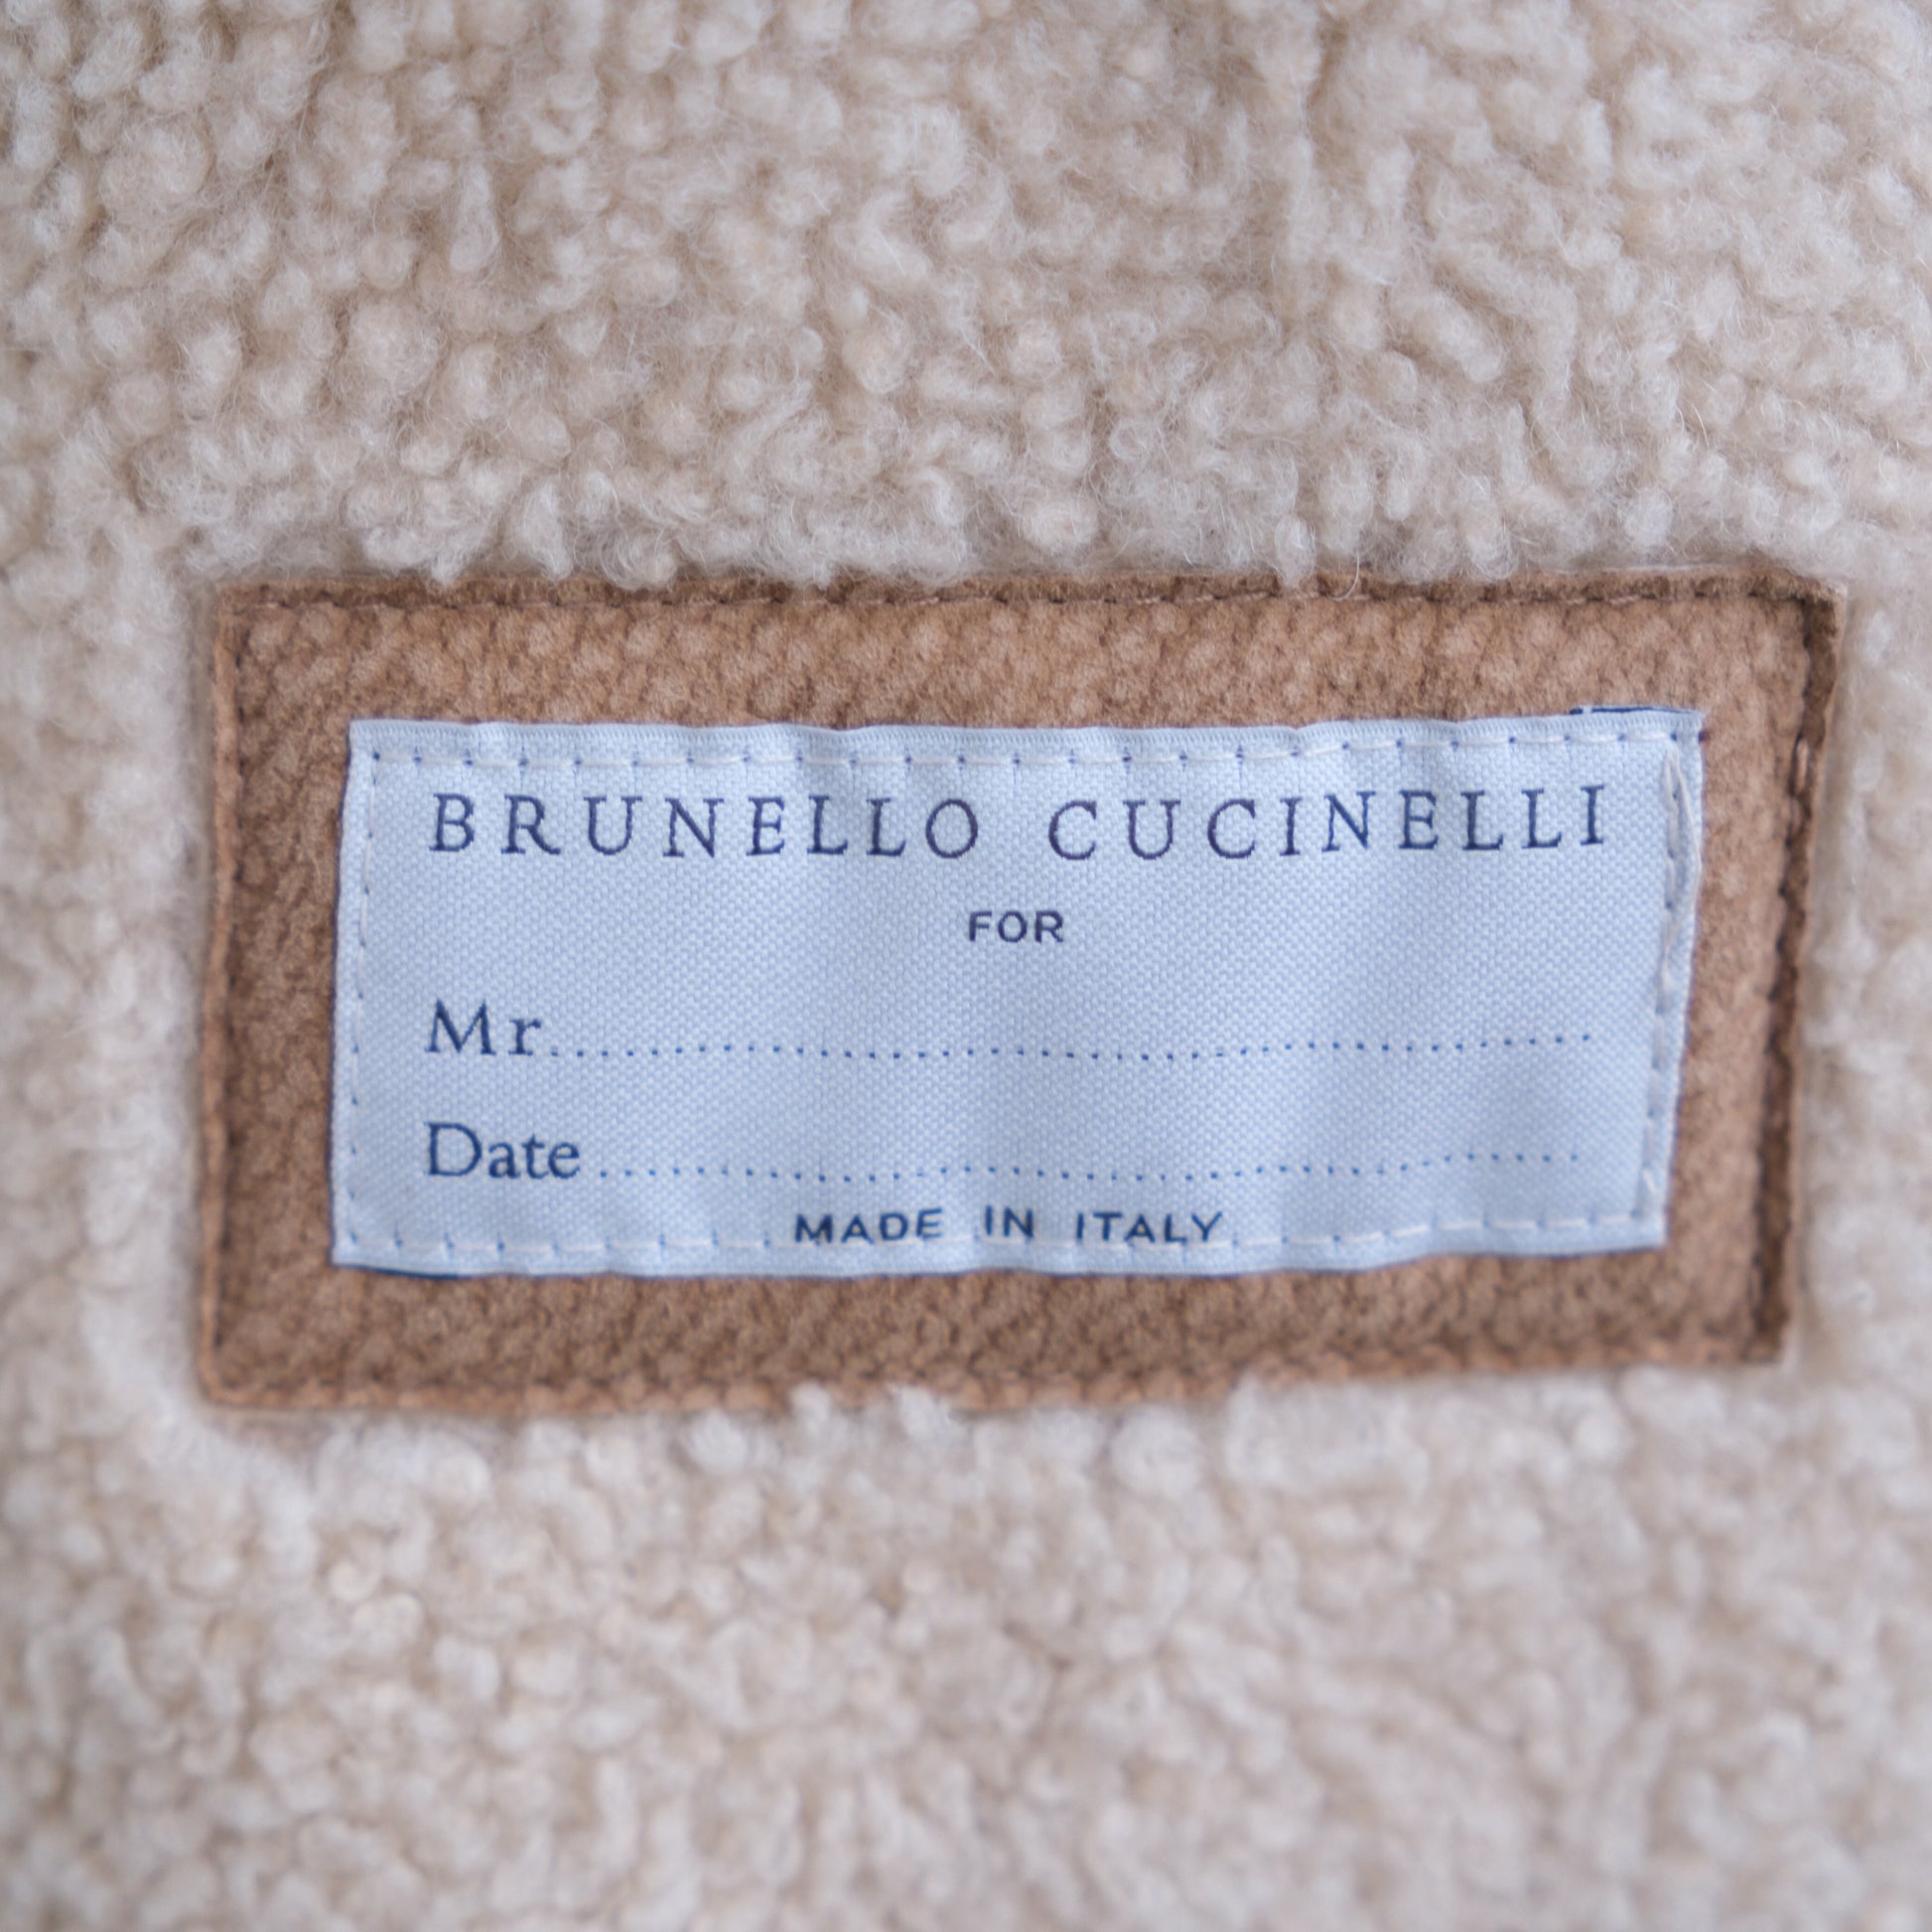 BRUNELLO CUCINELLI
FOR
Mr..........................................
Date........................................
MADE IN ITALY